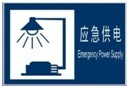 应急供电
Emergency Power Supply